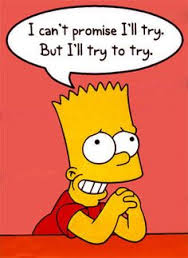 I can't promise I'll try.
But I'll try to try.